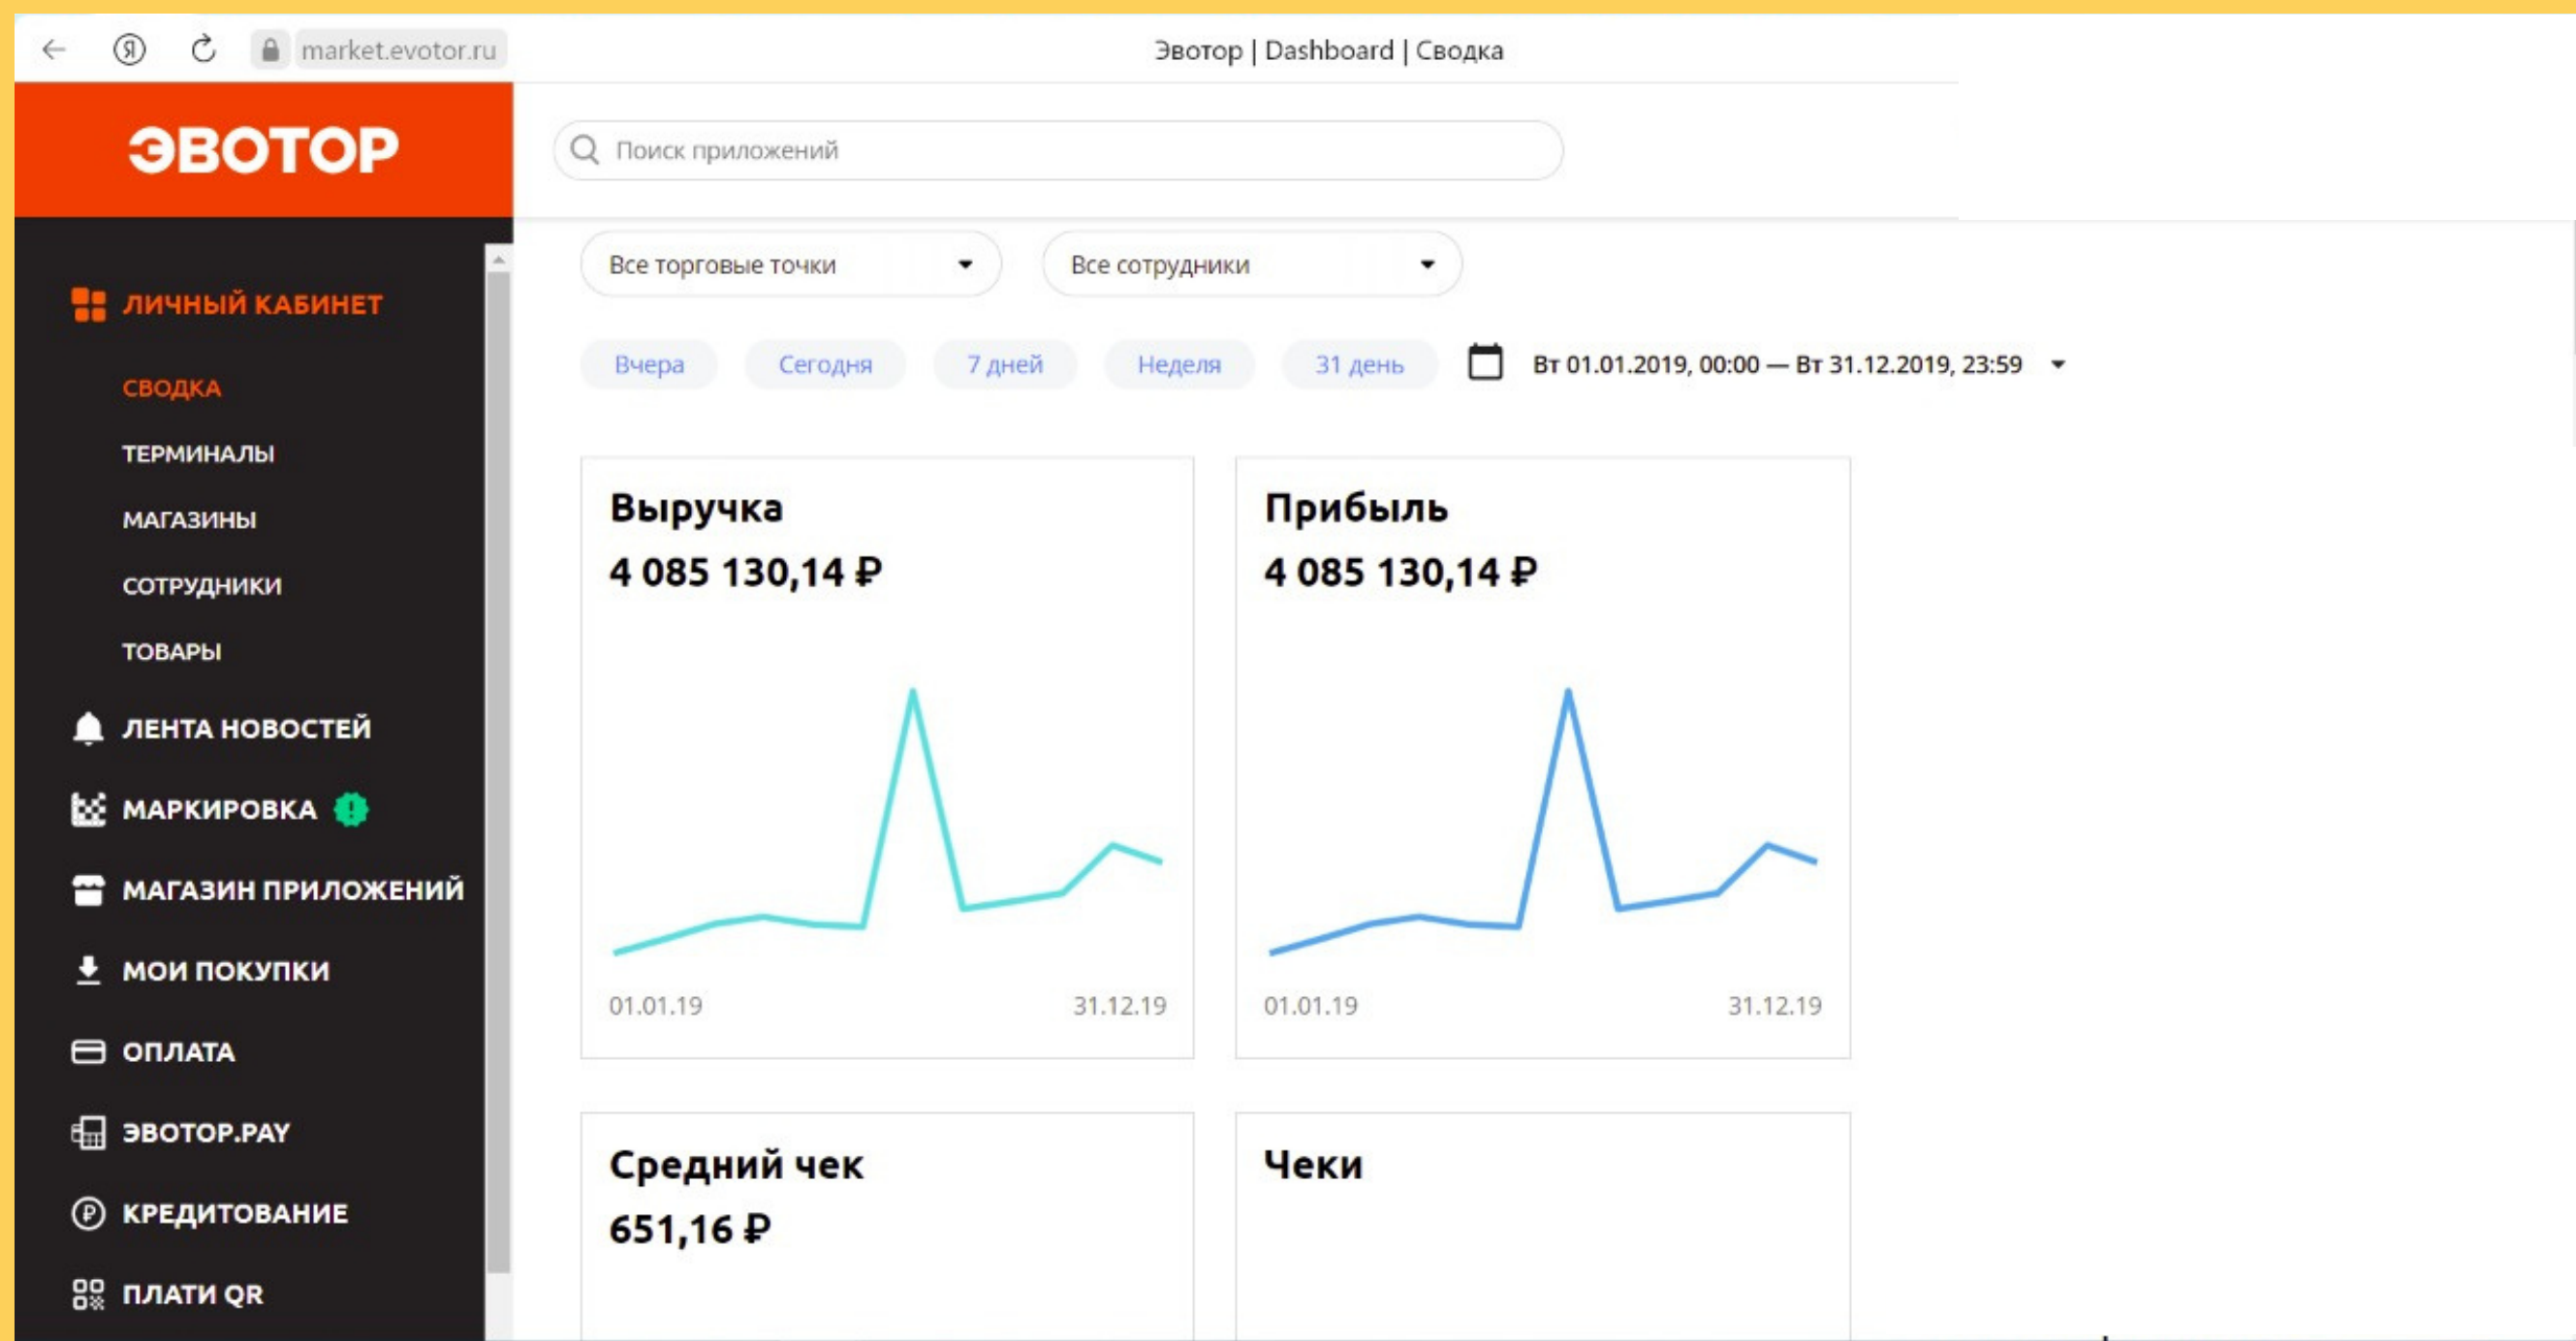 market.evotor.ru
Эвотор | Dashboard | Сводка
ЭВОТОР
Поиск приложений
ЛИЧНЫЙ КАБИНЕТ
СВОДКА
ТЕРМИНАЛЫ
МАГАЗИНЫ
СОТРУДНИКИ
ТОВАРЫ
ЛЕНТА НОВОСТЕЙ
МАРКИРОВКА
МАГАЗИН ПРИЛОЖЕНИЙ
МОИ ПОКУПКИ
ОПЛАТА
ЭВОТОР.PAY
КРЕДИТОВАНИЕ
ПЛАТИ QR
Все торговые точки
Все сотрудники
Вчера
Сегодня
7 дней
Неделя
31 день
Вт 01.01.2019, 00:00 — Вт 31.12.2019, 23:59
Выручка
4 085 130,14 ₽
01.01.19
31.12.19
Прибыль
4 085 130,14 ₽
01.01.19
31.12.19
Средний чек
651,16 ₽
Чеки